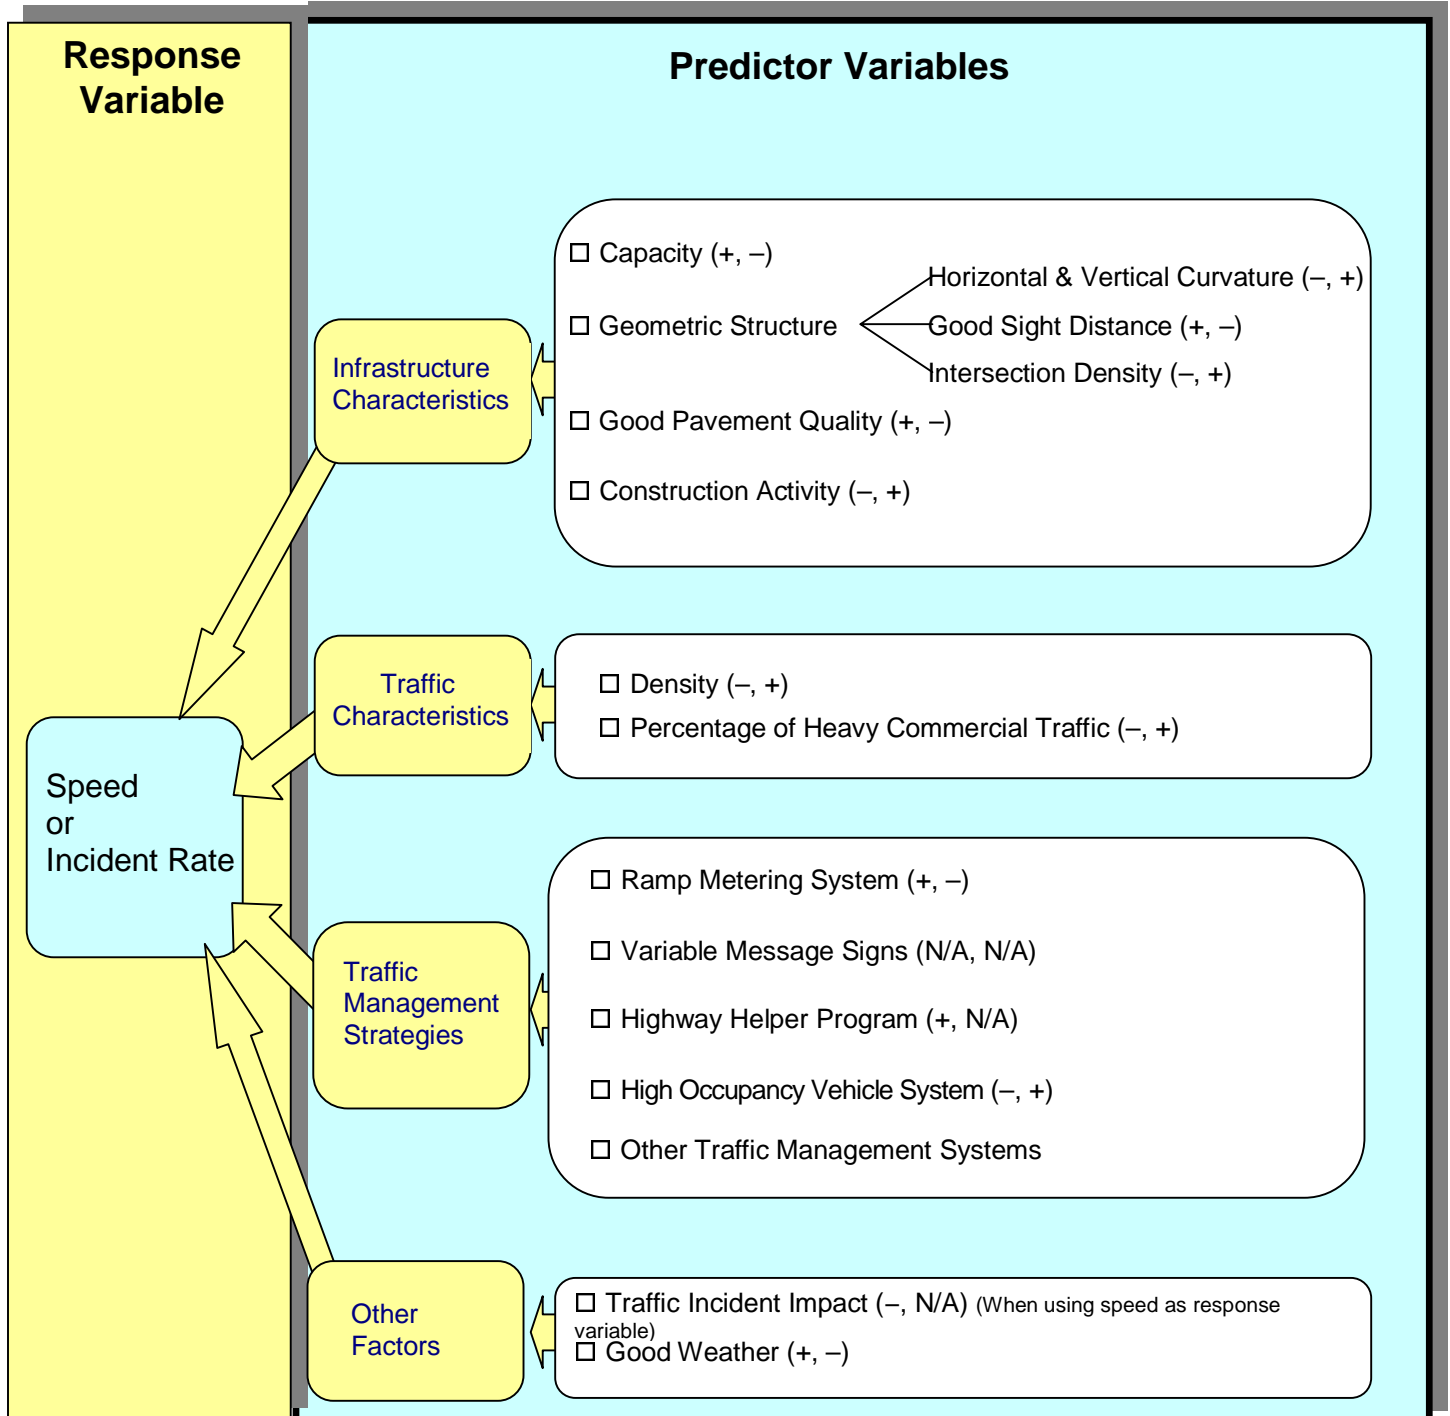 Response
Variable
Predictor Variables
☐ Capacity (+, –)
Horizontal & Vertical Curvature (–, +)
☐ Geometric Structure
Good Sight Distance (+, –)
Intersection Density (–, +)
Infrastructure
Characteristics
☐ Good Pavement Quality (+, –)
☐ Construction Activity (–, +)
Traffic
Characteristics
☐ Density (–, +)
☐ Percentage of Heavy Commercial Traffic (–, +)
Speed
or
Incident Rate
☐ Ramp Metering System (+, –)
☐ Variable Message Signs (N/A, N/A)
Traffic
Management
Strategies
☐ Highway Helper Program (+, N/A)
☐ High Occupancy Vehicle System (–, +)
☐ Other Traffic Management Systems
Other
Factors
☐ Traffic Incident Impact (–, N/A) (When using speed as response
variable)
☐ Good Weather (+, –)